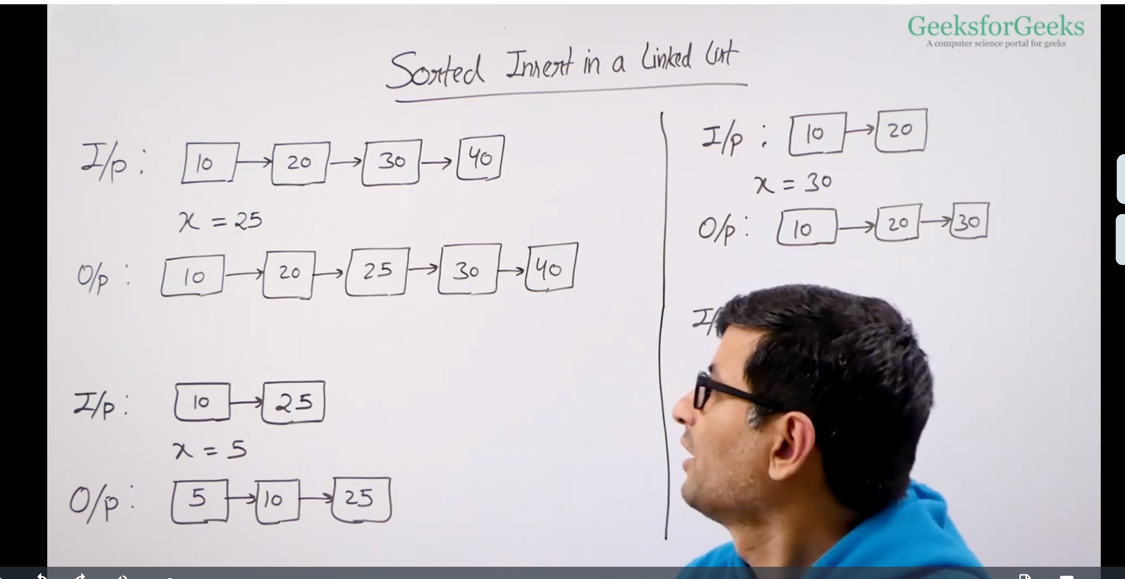 GeeksforGeeks
A computer science portal for geeks
Sorted Insert in a Linked List
I/p : 10 → 20 → 30 → 40
x = 25
O/p : 10 → 20 → 25 → 30 → 40
I/p : 10 → 25
x = 5
O/p : 5 → 10 → 25
I/p : 10 → 20
x = 30
O/p : 10 → 20 → 30
I/